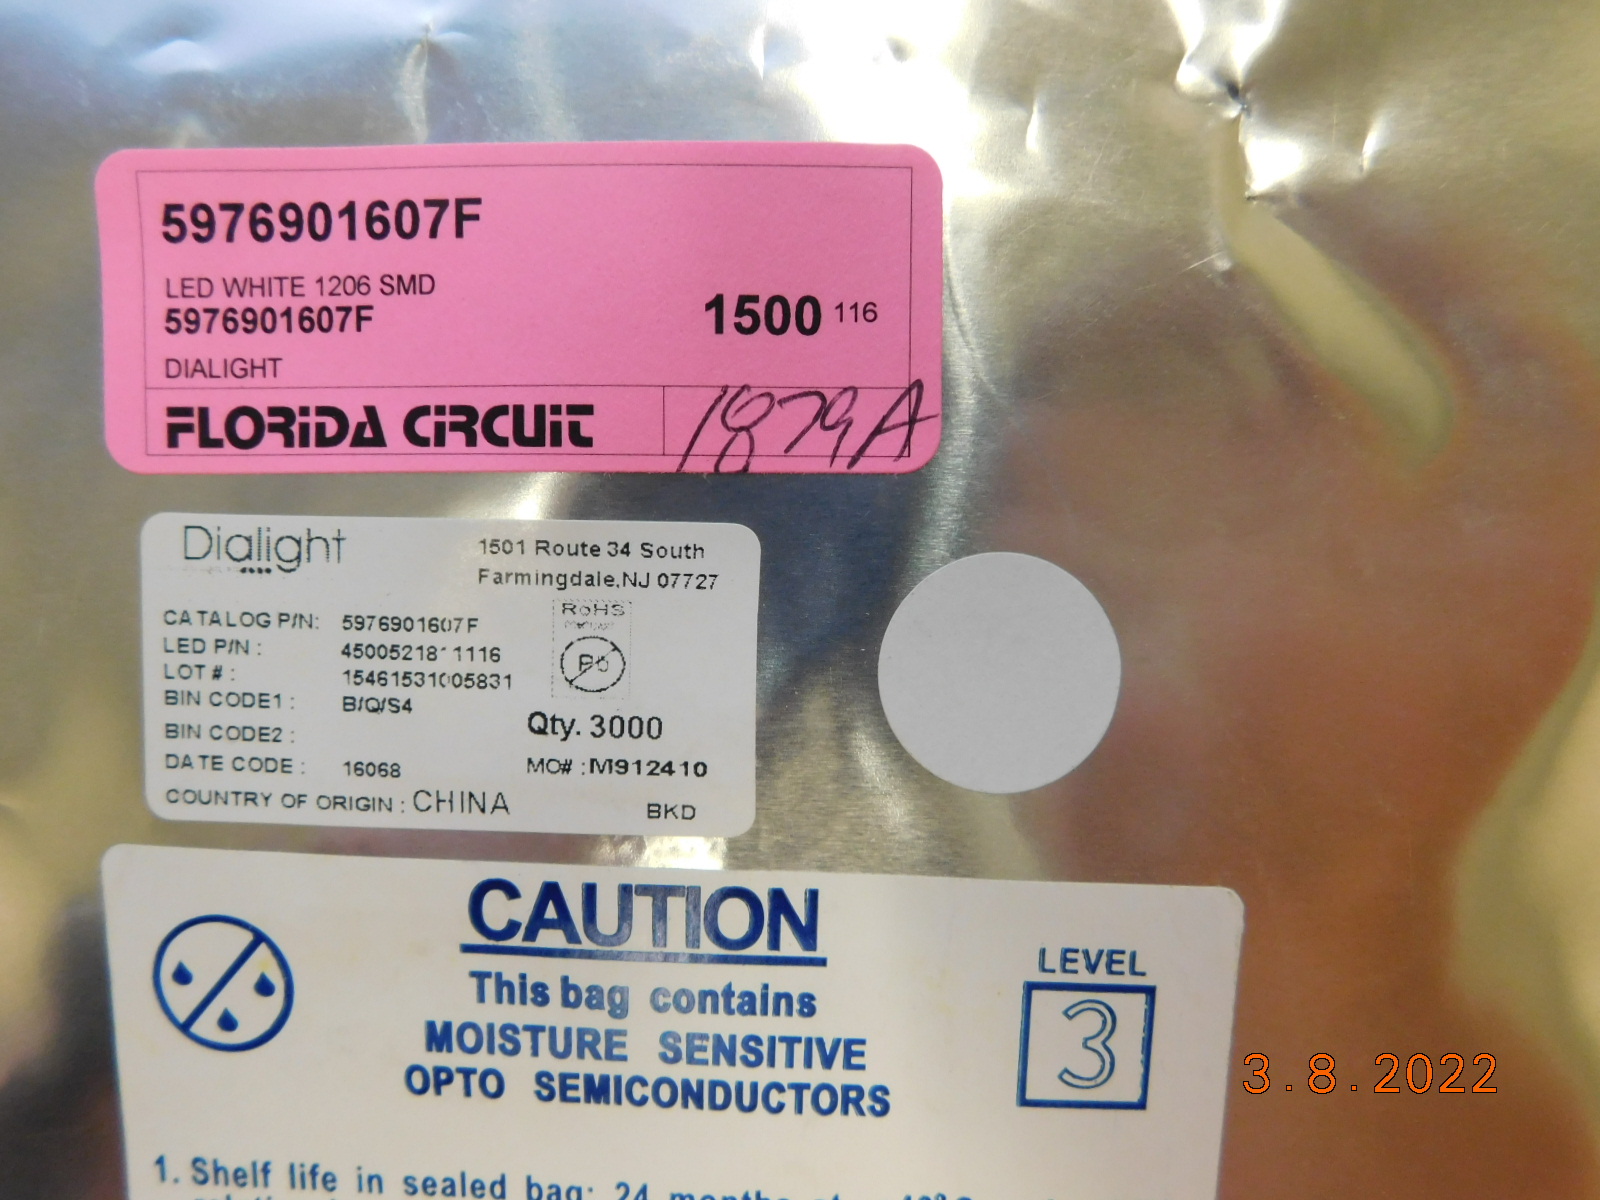 5976901607F
LED WHITE 1206 SMD
5976901607F
1500 116
DIALIGHT
FLORIDA CIRCUIT
1879A
Dialight
1501 Route 34 South
Farmingdale,NJ 07727
CATALOG P/N: 5976901607F
RoHS
LED P/N :
LOT # :
Pb
BIN CODE1 : B/Q/S4
Qty. 3000
BIN CODE2 :
DATE CODE : 16068
MO# : M912410
COUNTRY OF ORIGIN : CHINA
BKD
CAUTION
This bag contains
MOISTURE SENSITIVE
OPTO SEMICONDUCTORS
LEVEL
3
3.8.2022
1. Shelf life in sealed bag: 24 months